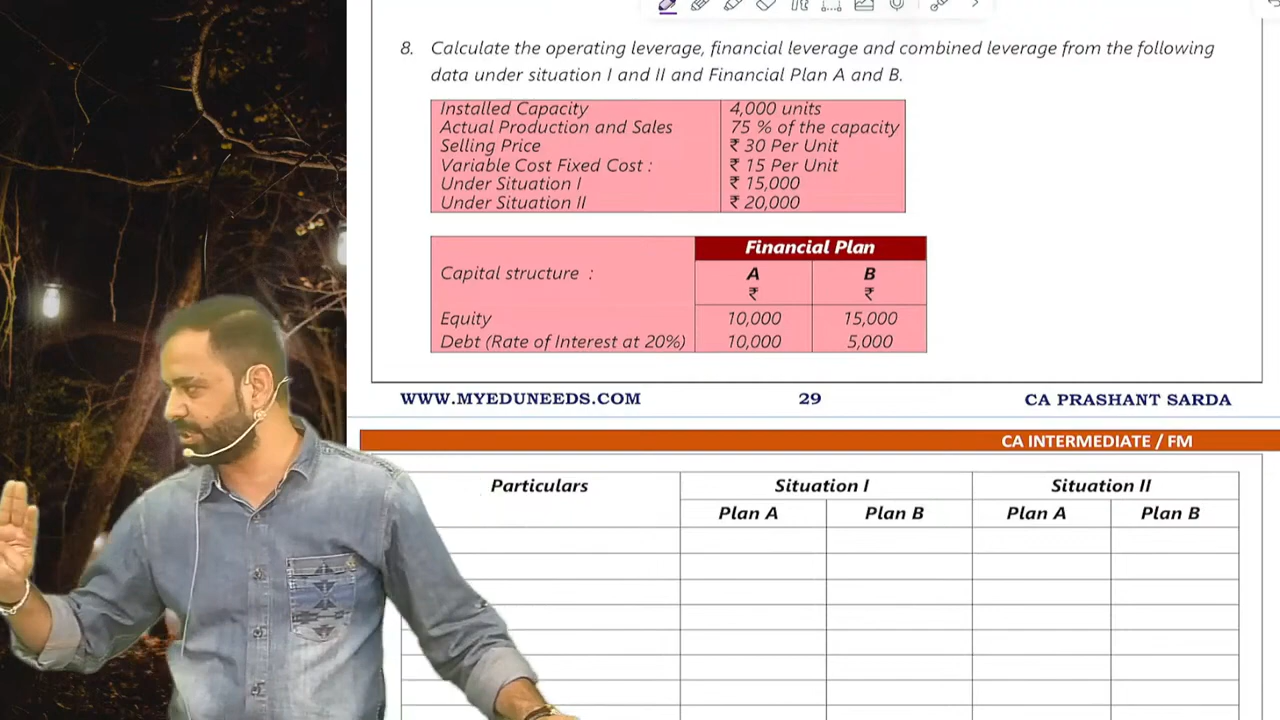 8. Calculate the operating leverage, financial leverage and combined leverage from the following
data under situation I and II and Financial Plan A and B.
Installed Capacity 4,000 units
Actual Production and Sales 75 % of the capacity
Selling Price ₹ 30 Per Unit
Variable Cost Fixed Cost : ₹ 15 Per Unit
Under Situation I ₹ 15,000
Under Situation II ₹ 20,000
Financial Plan
Capital structure : A B
₹ ₹
Equity 10,000 15,000
Debt (Rate of Interest at 20%) 10,000 5,000
WWW.MYEDUNEEDS.COM 29 CA PRASHANT SARDA
CA INTERMEDIATE / FM
Particulars Situation I Situation II
Plan A Plan B Plan A Plan B